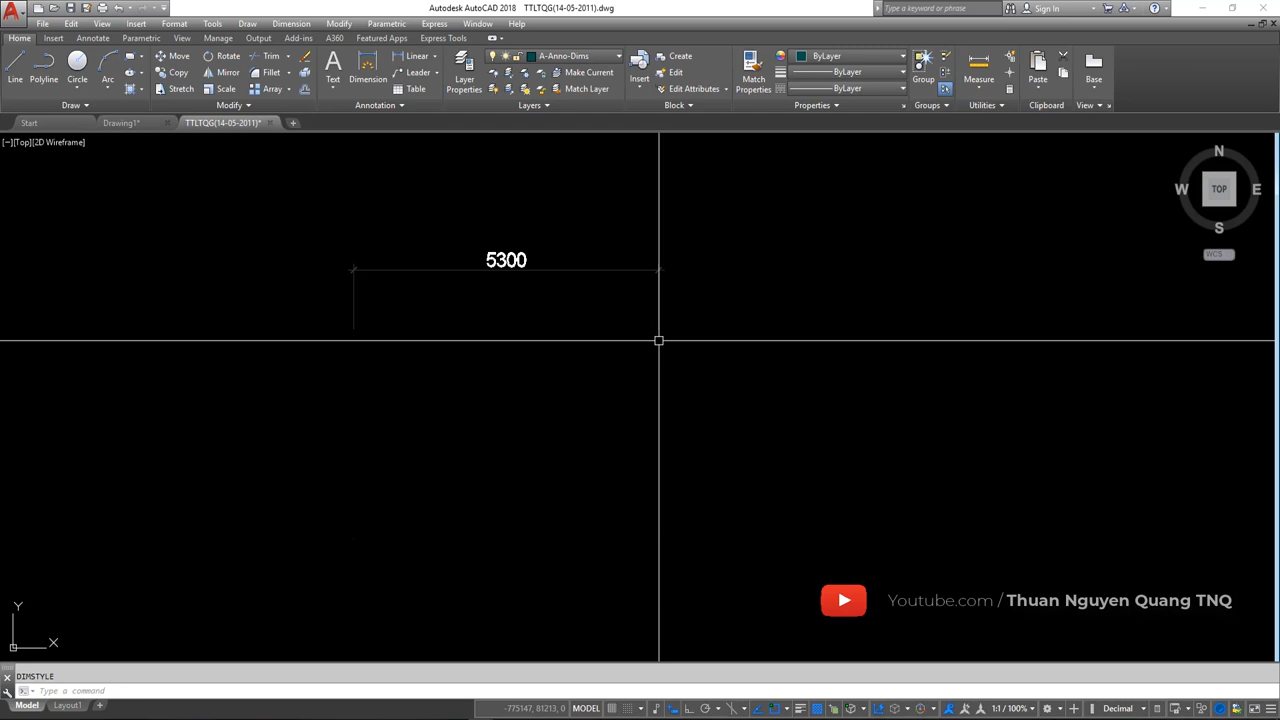 Autodesk AutoCAD 2018 TTLTQG(14-05-2011).dwg
Type a keyword or phrase
Sign In
File Edit View Insert Format Tools Draw Dimension Modify Parametric Express Window Help
Home Insert Annotate Parametric View Manage Output Add-ins A360 Featured Apps Express Tools
Line Polyline Circle Arc
Move Rotate Trim
Copy Mirror Fillet
Stretch Scale Array
Text Dimension
Linear
Leader
Table
Layer Properties
A-Anno-Dims
Make Current
Match Layer
Insert
Create
Edit
Edit Attributes
Match Properties
ByLayer
ByLayer
ByLayer
Group
Measure
Paste
Base
Draw Modify Annotation Layers Block Properties Groups Utilities Clipboard View
Start Drawing1* TTLTQG(14-05-2011)*
[−][Top][2D Wireframe]
N
W TOP E
S
WCS
5300
Youtube.com / Thuan Nguyen Quang TNQ
Y
X
DIMSTYLE
Type a command
Model Layout1
-775147, 81213, 0 MODEL 1:1 / 100% Decimal